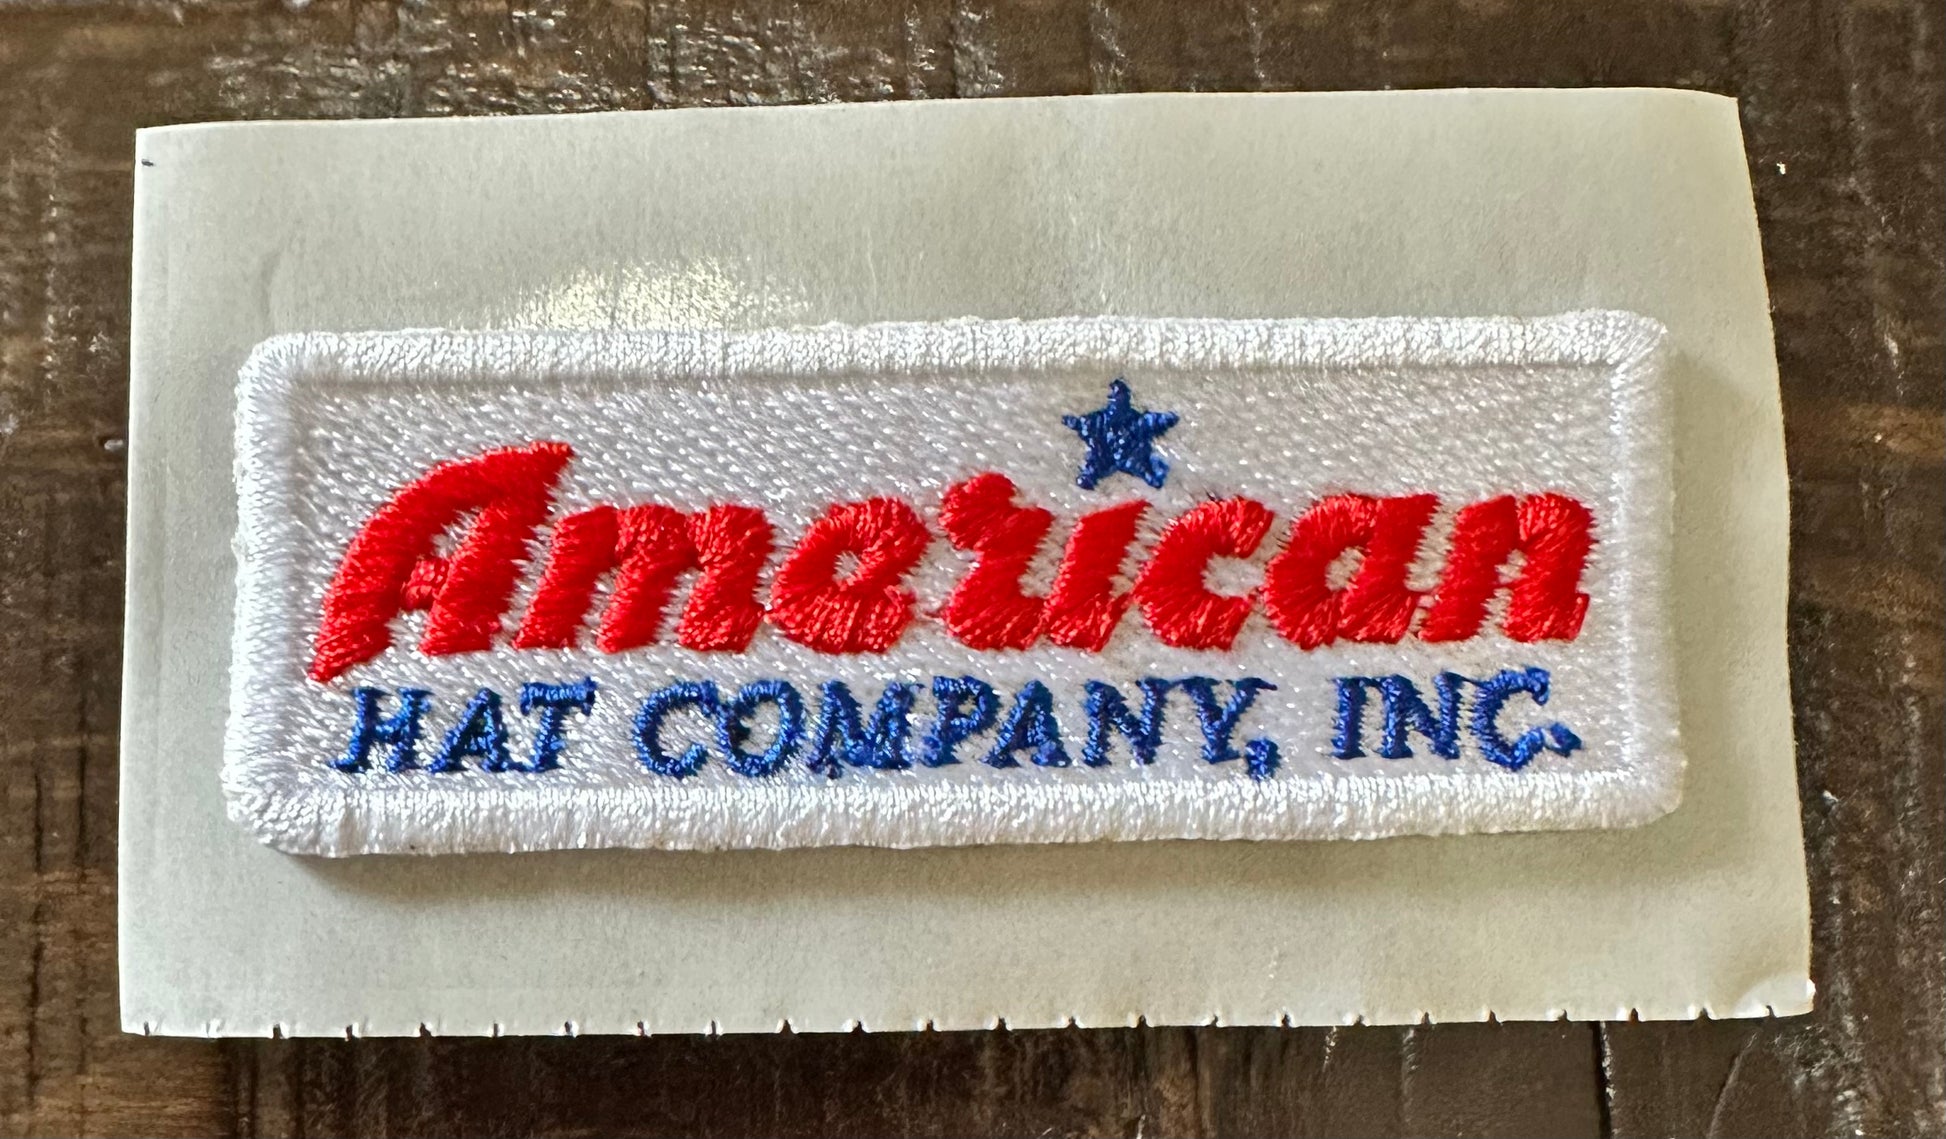 American
HAT COMPANY, INC.